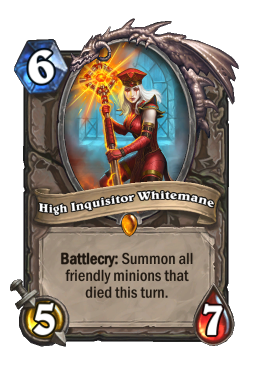 6
High Inquisitor Whitemane
Battlecry: Summon all
friendly minions that
died this turn.
5 7